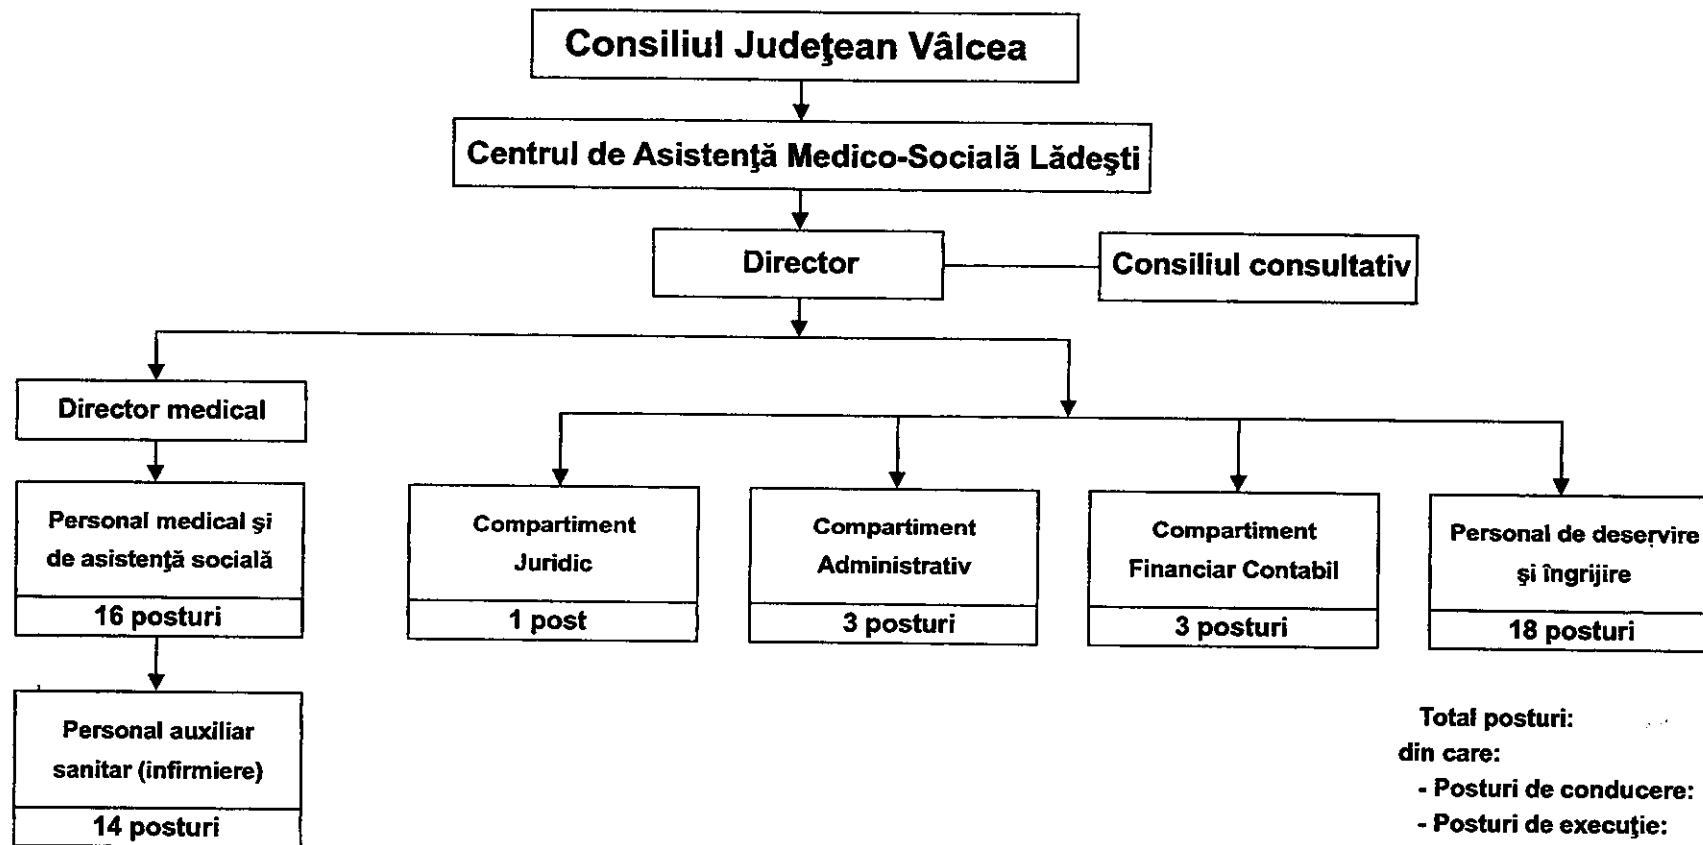 Consiliul Judeţean Vâlcea
Centrul de Asistenţă Medico-Socială Lădeşti
Director
Consiliul consultativ
Director medical
Personal medical şi
de asistenţă socială
16 posturi
Compartiment
Juridic
1 post
Compartiment
Administrativ
3 posturi
Compartiment
Financiar Contabil
3 posturi
Personal de deservire
şi îngrijire
18 posturi
Personal auxiliar
sanitar (infirmiere)
14 posturi
Total posturi:
din care:
- Posturi de conducere:
- Posturi de execuţie: